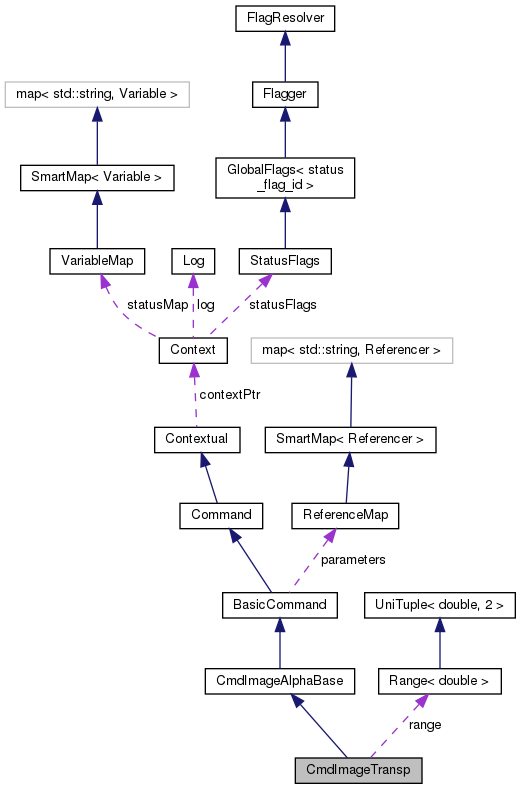 FlagResolver
map< std::string, Variable >
Flagger
SmartMap< Variable >
GlobalFlags< status
_flag_id >
VariableMap
Log
StatusFlags
statusMap
log
statusFlags
Context
map< std::string, Referencer >
contextPtr
Contextual
SmartMap< Referencer >
Command
ReferenceMap
parameters
BasicCommand
UniTuple< double, 2 >
CmdImageAlphaBase
Range< double >
range
CmdImageTransp